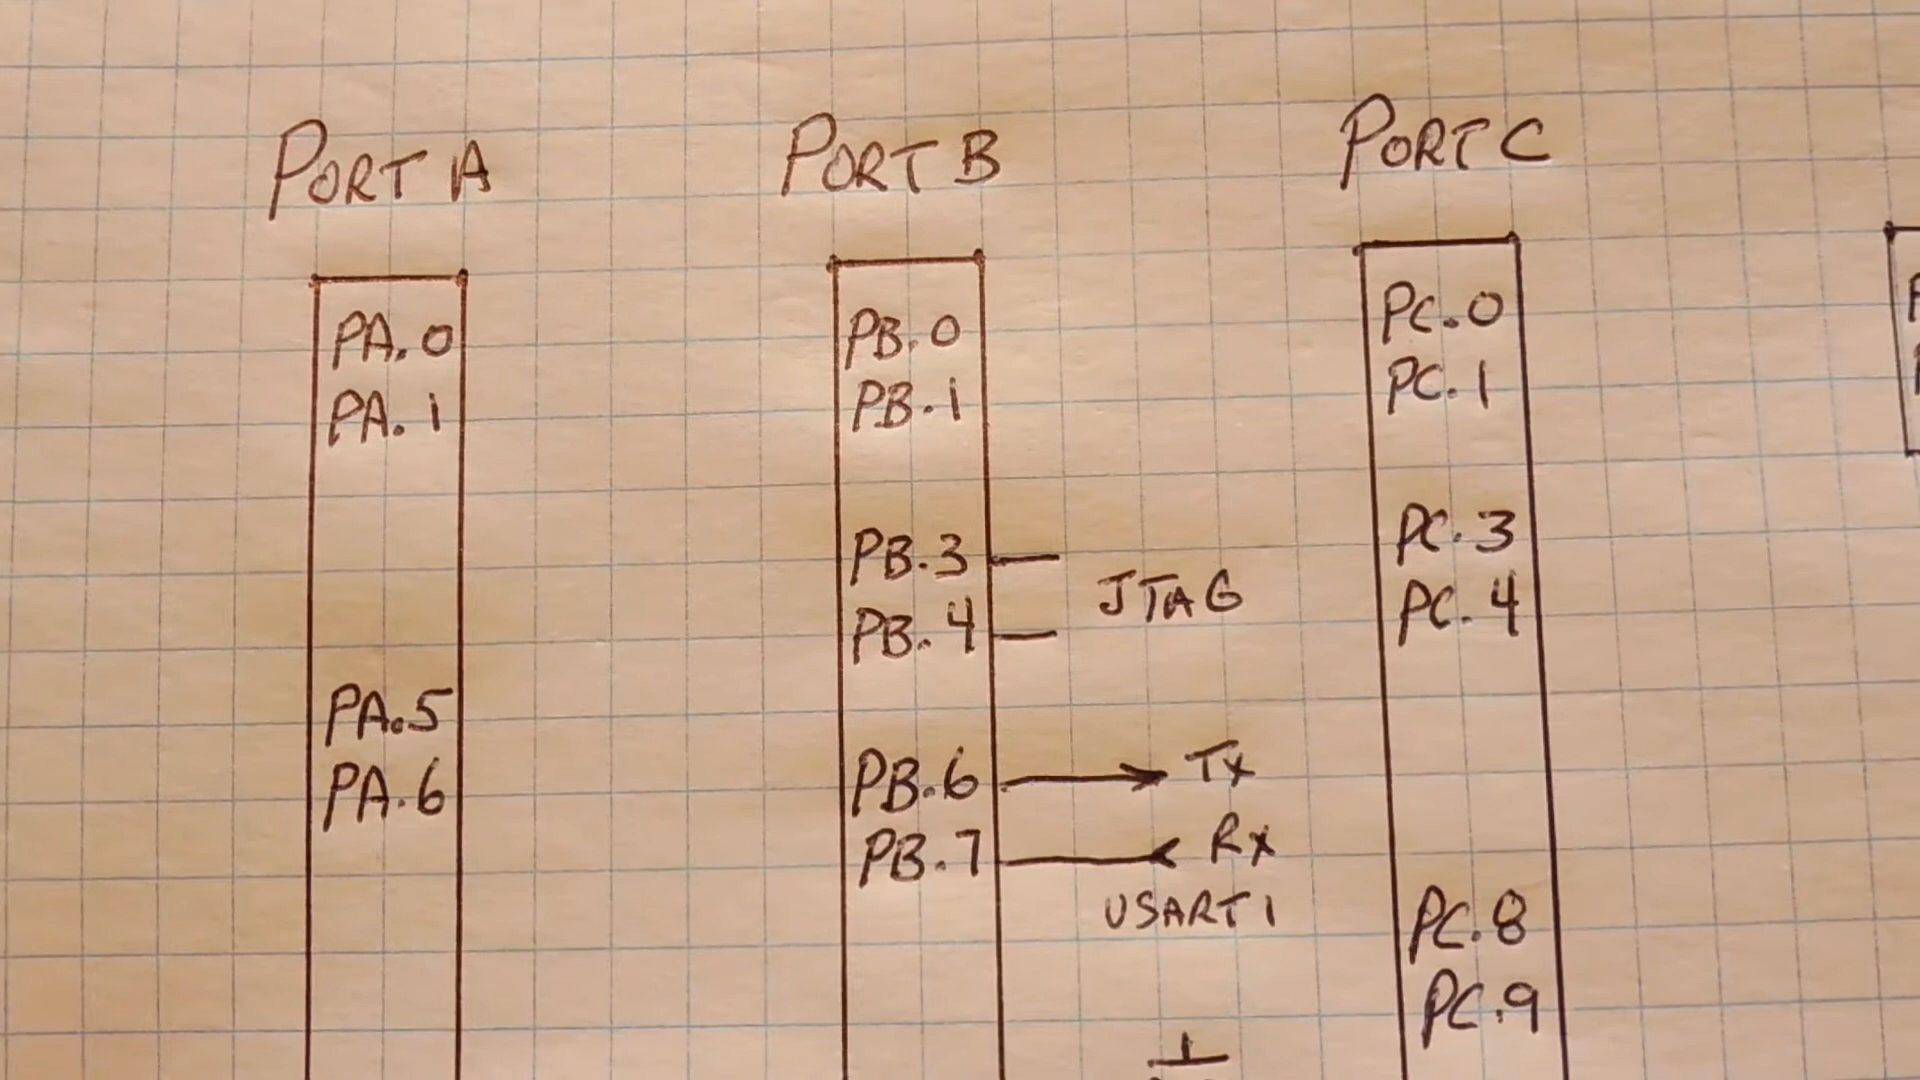 PORT A
PA.0
PA.1
PA.5
PA.6
PORT B
PB.0
PB.1
PB.3
PB.4
JTAG
PB.6
Tx
PB.7
Rx
USART1
PORT C
PC.0
PC.1
PC.3
PC.4
PC.8
PC.9